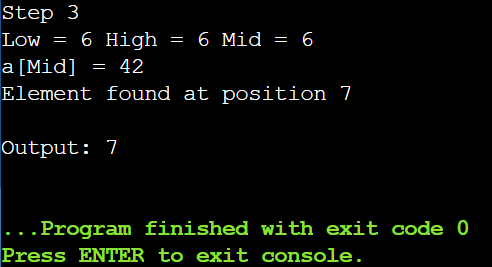 Step 3
Low = 6 High = 6 Mid = 6
a[Mid] = 42
Element found at position 7
Output: 7
...Program finished with exit code 0
Press ENTER to exit console.